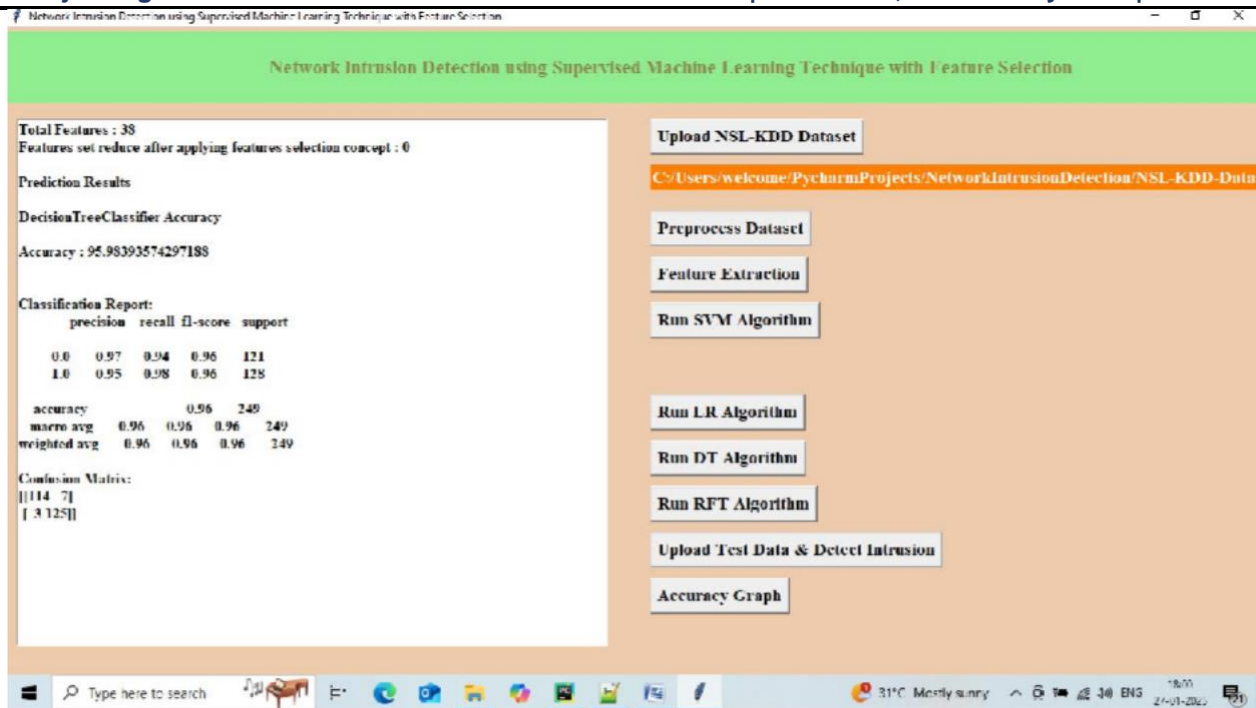 Network Intrusion Detection using Supervised Machine Learning Technique with Feature Selection
Network Intrusion Detection using Supervised Machine Learning Technique with Feature Selection
Total Features : 38
Features set reduce after applying features selection concept : 0
Prediction Results
DecisionTreeClassifier Accuracy
Accuracy : 95.98393574297188
Classification Report:
precision recall f1-score support
0.0 0.97 0.94 0.96 121
1.0 0.95 0.98 0.96 128
accuracy 0.96 249
macro avg 0.96 0.96 0.96 249
weighted avg 0.96 0.96 0.96 249
Confusion Matrix:
[[114 7]
[ 3 125]]
Upload NSL-KDD Dataset
C:/Users/welcome/PycharmProjects/NetworkIntrusionDetection/NSL-KDD-Data
Preprocess Dataset
Feature Extraction
Run SVM Algorithm
Run LR Algorithm
Run DT Algorithm
Run RFT Algorithm
Upload Test Data & Detect Intrusion
Accuracy Graph
Type here to search
31°C Mostly sunny
ENG
18:00
27-01-2025